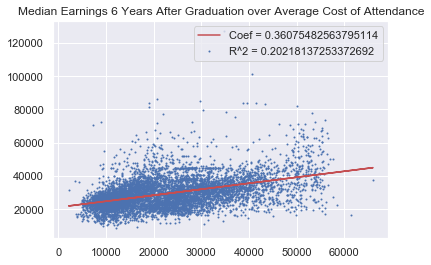 Median Earnings 6 Years After Graduation over Average Cost of Attendance
Coef = 0.36075482563795114
R^2 = 0.20218137253372692
120000
100000
80000
60000
40000
20000
0 10000 20000 30000 40000 50000 60000